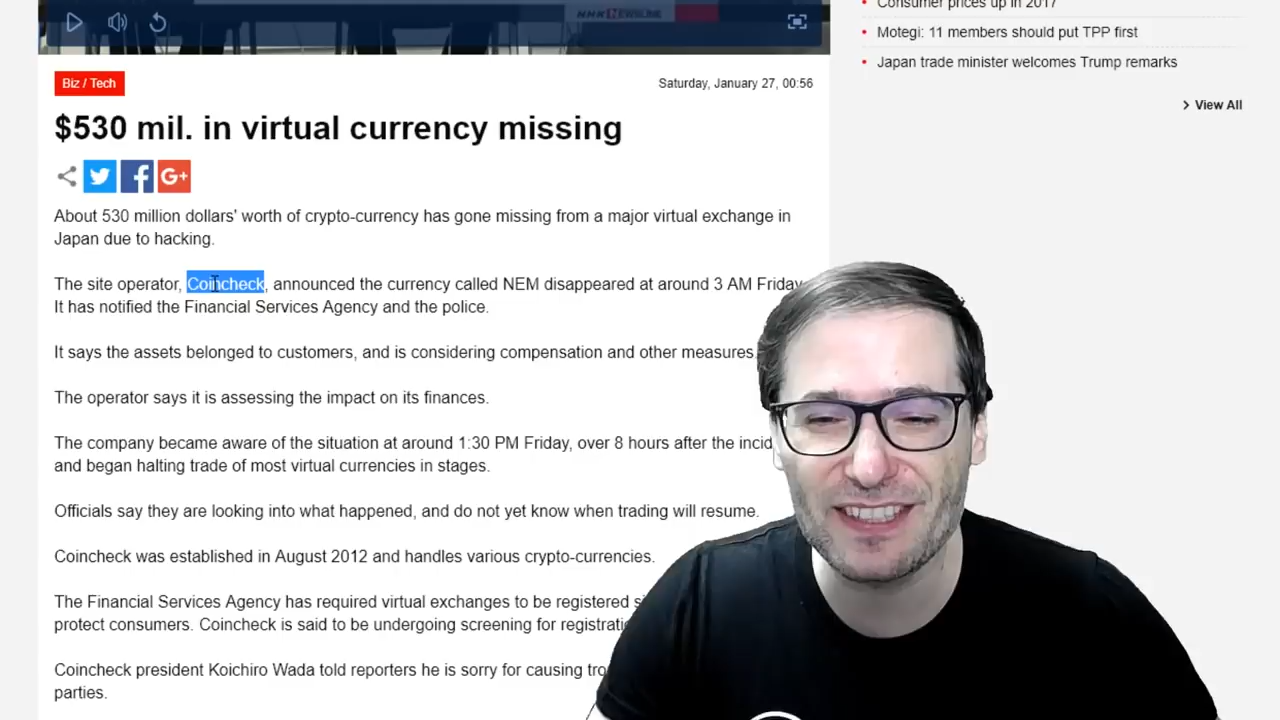 NHK NEWSLINE
Consumer prices up in 2017
Motegi: 11 members should put TPP first
Japan trade minister welcomes Trump remarks
View All
Biz / Tech
Saturday, January 27, 00:56
$530 mil. in virtual currency missing
G+
About 530 million dollars' worth of crypto-currency has gone missing from a major virtual exchange in
Japan due to hacking.
The site operator, Coincheck, announced the currency called NEM disappeared at around 3 AM Friday
It has notified the Financial Services Agency and the police.
It says the assets belonged to customers, and is considering compensation and other measures.
The operator says it is assessing the impact on its finances.
The company became aware of the situation at around 1:30 PM Friday, over 8 hours after the incid
and began halting trade of most virtual currencies in stages.
Officials say they are looking into what happened, and do not yet know when trading will resume.
Coincheck was established in August 2012 and handles various crypto-currencies.
The Financial Services Agency has required virtual exchanges to be registered
protect consumers. Coincheck is said to be undergoing screening for registrati
Coincheck president Koichiro Wada told reporters he is sorry for causing tro
parties.